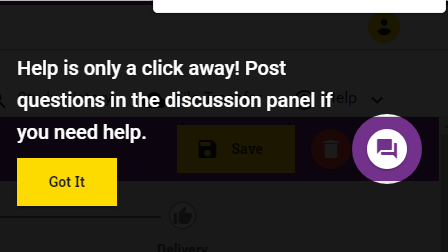 Help is only a click away! Post
questions in the discussion panel if
you need help.
Help
Save
Got It
Delivery